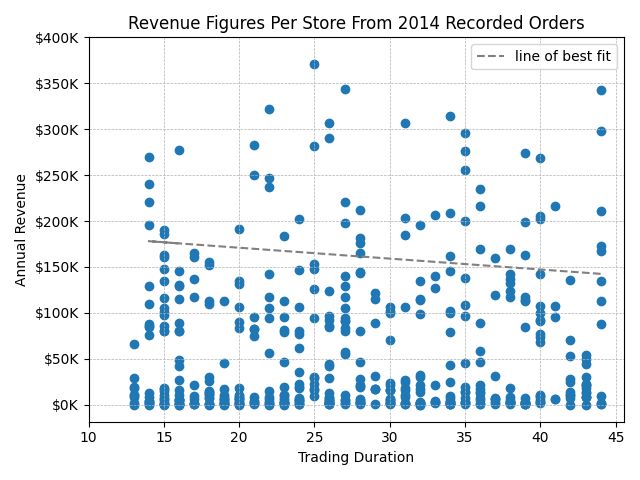 Revenue Figures Per Store From 2014 Recorded Orders
line of best fit
$400K
$350K
$300K
$250K
$200K
$150K
$100K
$50K
$0K
Annual Revenue
10 15 20 25 30 35 40 45
Trading Duration